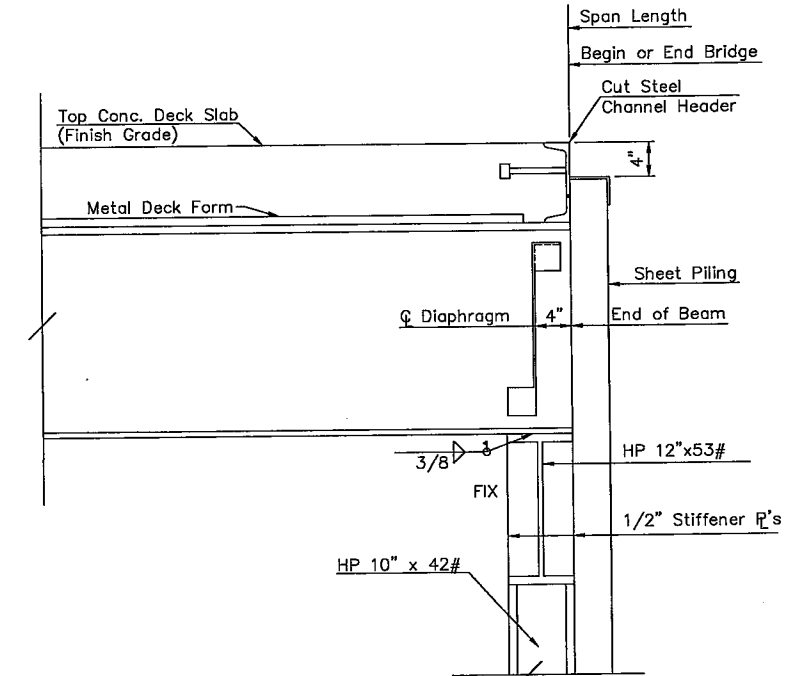 Span Length
Begin or End Bridge
Cut Steel
Channel Header
Top Conc. Deck Slab
(Finish Grade)
4"
Metal Deck Form
Sheet Piling
℄ Diaphragm
4"
End of Beam
3/8
1
HP 12"x53#
FIX
1/2" Stiffener PL's
HP 10" x 42#